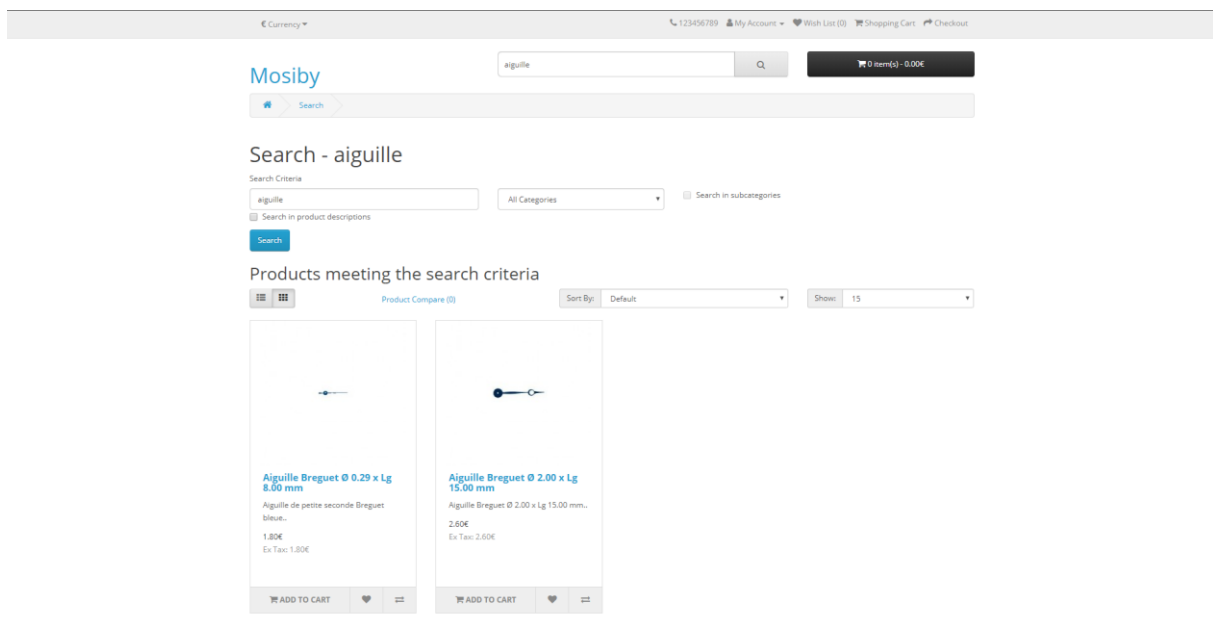 € Currency
123456789 My Account Wish List (0) Shopping Cart Checkout
Mosiby
aiguille
0 item(s) - 0.00€
Search
Search - aiguille
Search Criteria
aiguille
All Categories
Search in subcategories
Search in product descriptions
Search
Products meeting the search criteria
Product Compare (0)
Sort By: Default
Show: 15
Aiguille Breguet Ø 0.29 x Lg
8.00 mm
Aiguille de petite seconde Breguet
bleue..
1.80€
Ex Tax: 1.80€
ADD TO CART
Aiguille Breguet Ø 2.00 x Lg
15.00 mm
Aiguille Breguet Ø 2.00 x Lg 15.00 mm..
2.60€
Ex Tax: 2.60€
ADD TO CART